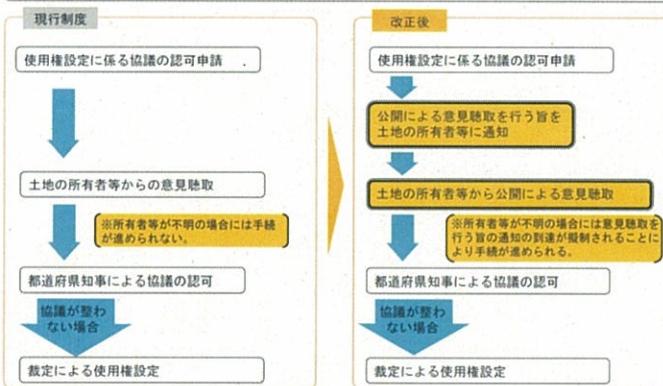 現行制度
使用権設定に係る協議の認可申請
土地の所有者等からの意見聴取
※所有者等が不明の場合には手続
が進められない。
都道府県知事による協議の認可
協議が整わ
ない場合
裁定による使用権設定
改正後
使用権設定に係る協議の認可申請
公開による意見聴取を行う旨を
土地の所有者等に通知
土地の所有者等から公開による意見聴取
※所有者等が不明の場合には意見聴取を
行う旨の通知の到達が擬制されることに
より手続が進められる。
都道府県知事による協議の認可
協議が整わ
ない場合
裁定による使用権設定